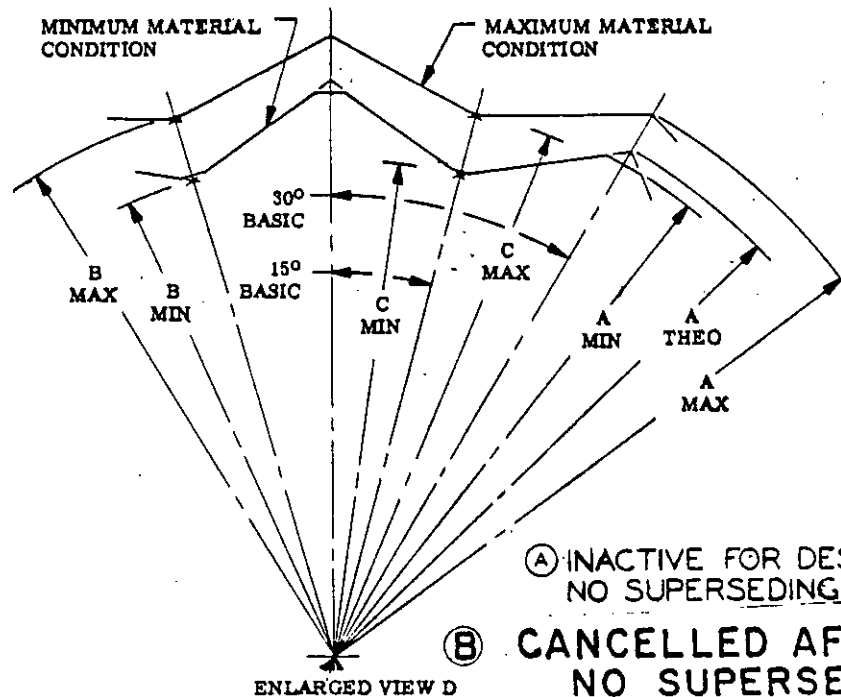 MINIMUM MATERIAL
CONDITION
MAXIMUM MATERIAL
CONDITION
30°
BASIC
15°
BASIC
B
MAX
B
MIN
C
MIN
C
MAX
A
MIN
A
THEO
A
MAX
Ⓐ INACTIVE FOR DES
NO SUPERSEDING
Ⓑ CANCELLED AF
NO SUPERSE
ENLARGED VIEW D